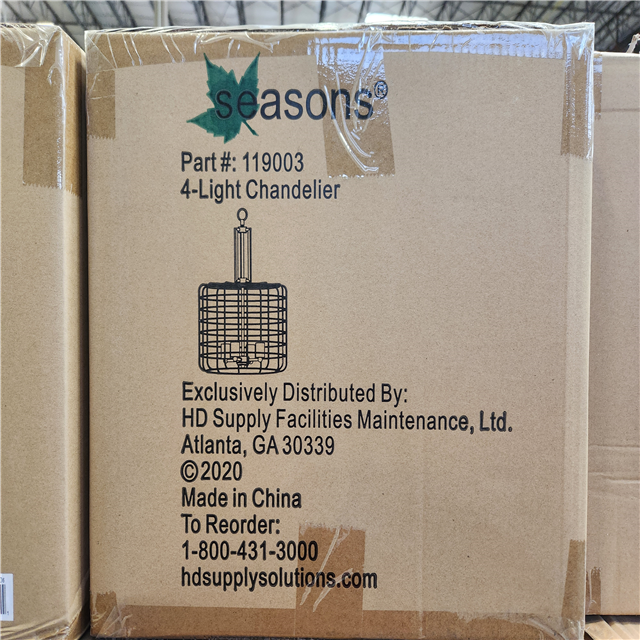 seasons®
Part #: 119003
4-Light Chandelier
Exclusively Distributed By:
HD Supply Facilities Maintenance, Ltd.
Atlanta, GA 30339
©2020
Made in China
To Reorder:
1-800-431-3000
hdsupplysolutions.com